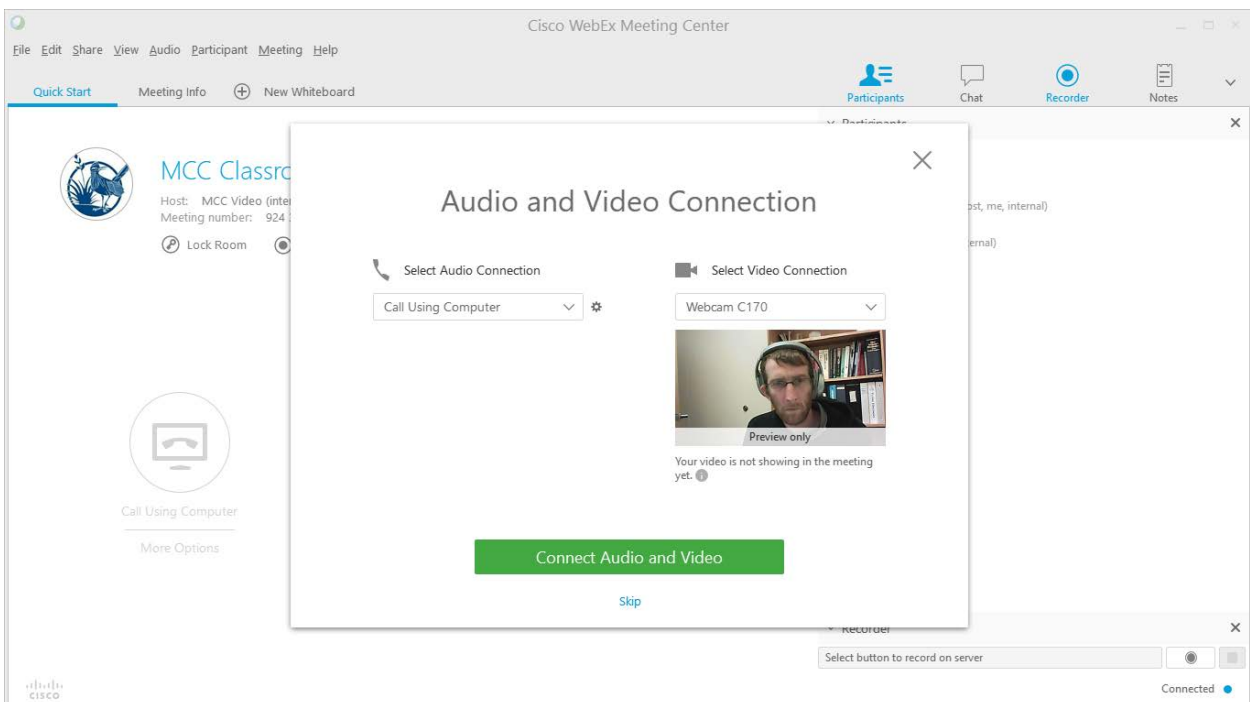 Cisco WebEx Meeting Center
File Edit Share View Audio Participant Meeting Help
Quick Start Meeting Info New Whiteboard
Participants Chat Recorder Notes
Participants
MCC Classro
Host: MCC Video (inte
Meeting number: 924
Lock Room
Audio and Video Connection
ost, me, internal)
ernal)
Select Audio Connection
Select Video Connection
Call Using Computer
Webcam C170
Preview only
Your video is not showing in the meeting
yet.
Call Using Computer
More Options
Connect Audio and Video
Skip
Recorder
Select button to record on server
Connected
cisco